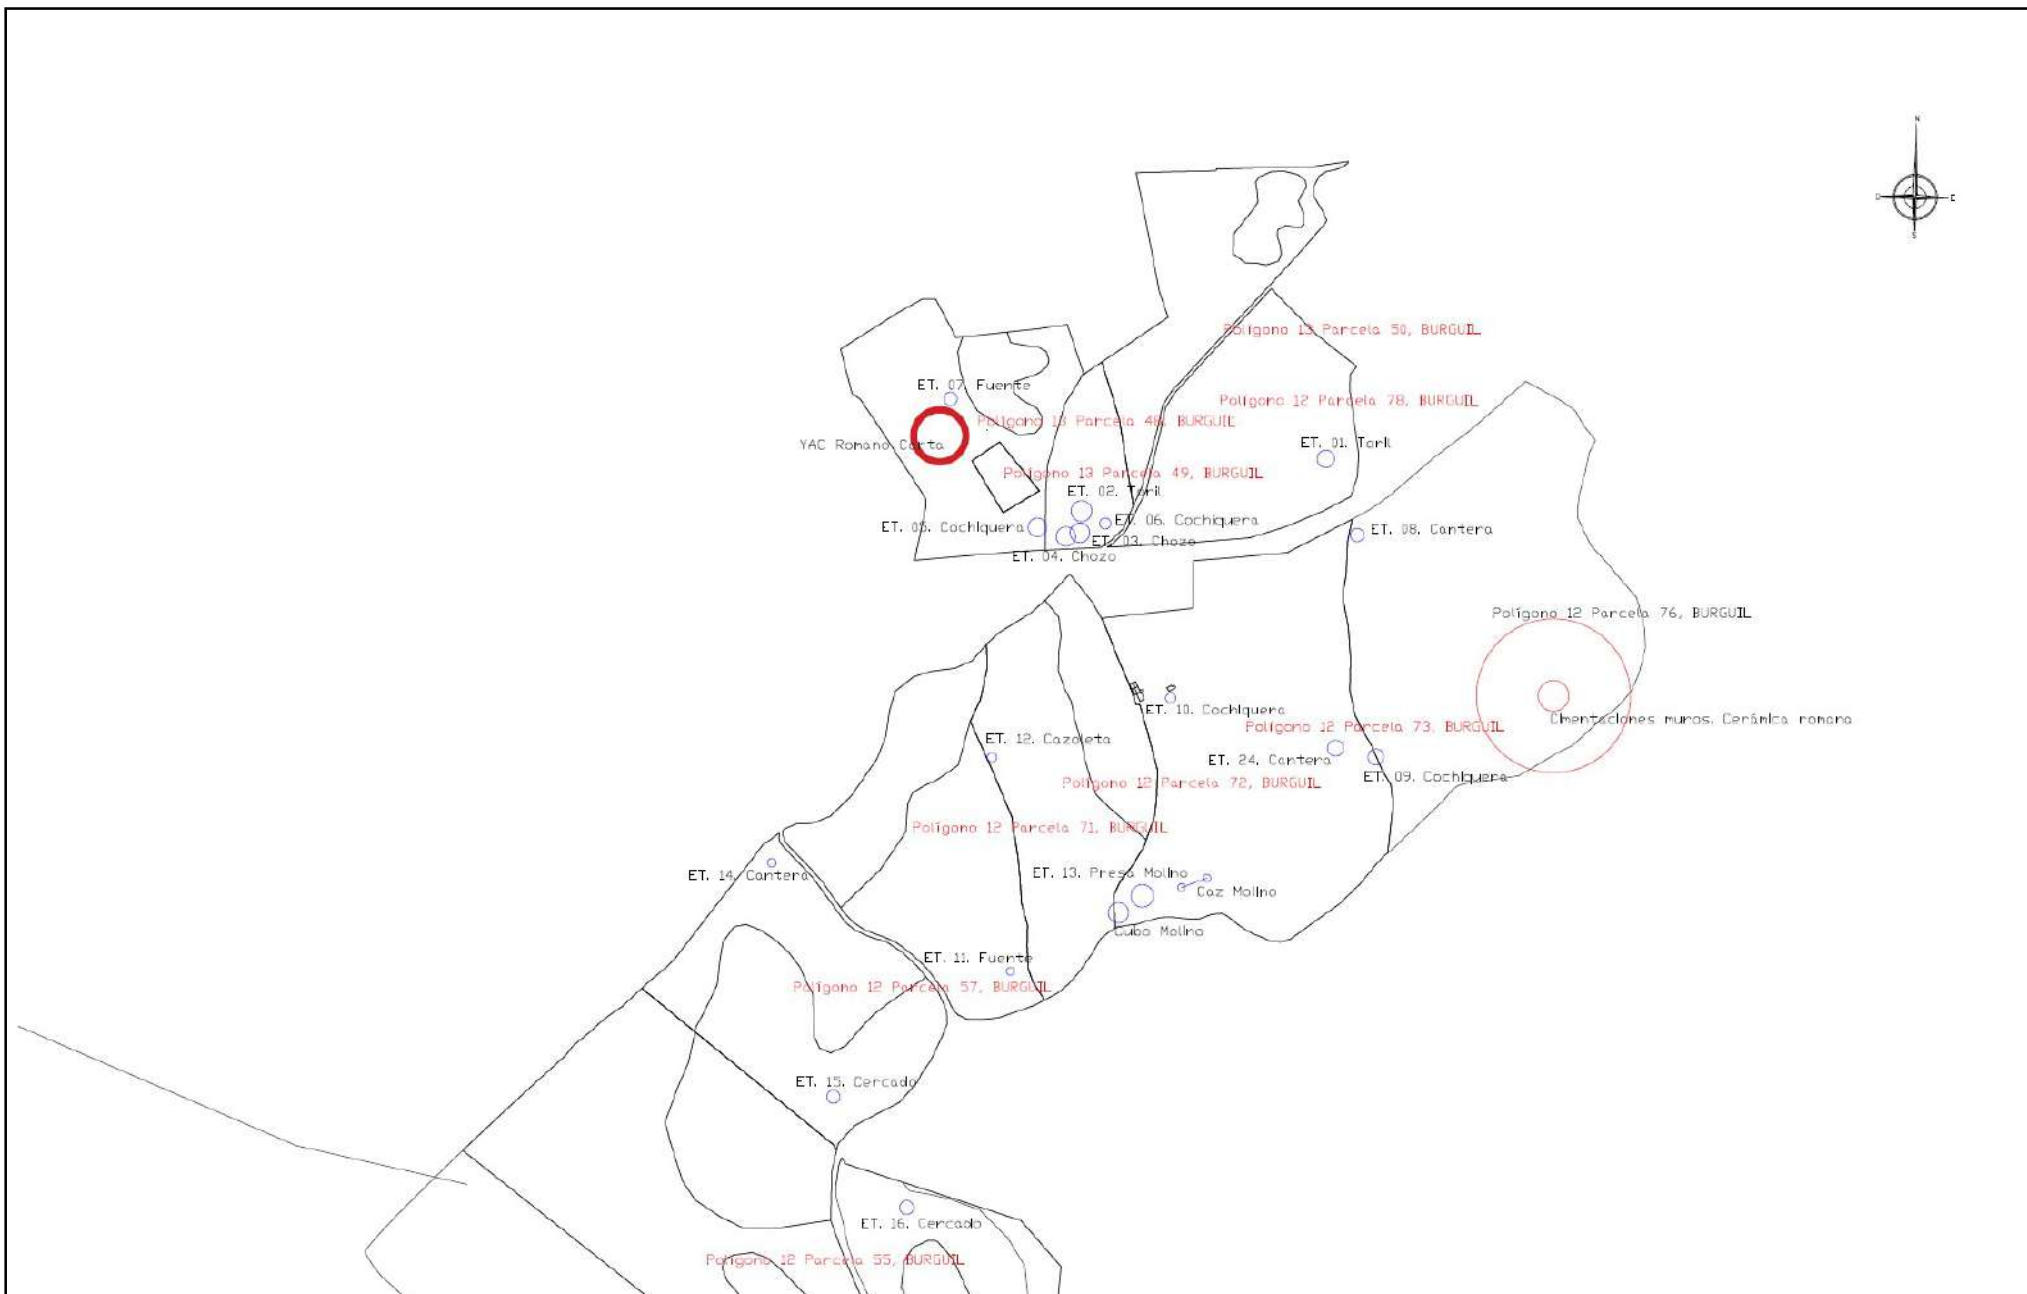 N
O
E
S
Polígono 13 Parcela 50, BURGUIL
ET. 07. Fuente
Polígono 12 Parcela 78, BURGUIL
Polígono 13 Parcela 48, BURGUIL
YAC Romano Corta
ET. 01. Toril
Polígono 13 Parcela 49, BURGUIL
ET. 02. Toril
ET. 05. Cochiquera
ET. 06. Cochiquera
ET. 08. Cantera
ET. 03. Chozo
ET. 04. Chozo
Polígono 12 Parcela 76, BURGUIL
ET. 10. Cochiquera
Cimentaciones muros. Cerámica romana
Polígono 12 Parcela 73, BURGUIL
ET. 12. Cazoleta
ET. 24. Cantera
ET. 09. Cochiquera
Polígono 12 Parcela 72, BURGUIL
Polígono 12 Parcela 71, BURGUIL
ET. 14. Cantera
ET. 13. Presa Molino
Caz Molino
Cubo Molino
ET. 11. Fuente
Polígono 12 Parcela 57, BURGUIL
ET. 15. Cercado
ET. 16. Cercado
Polígono 12 Parcela 55, BURGUIL